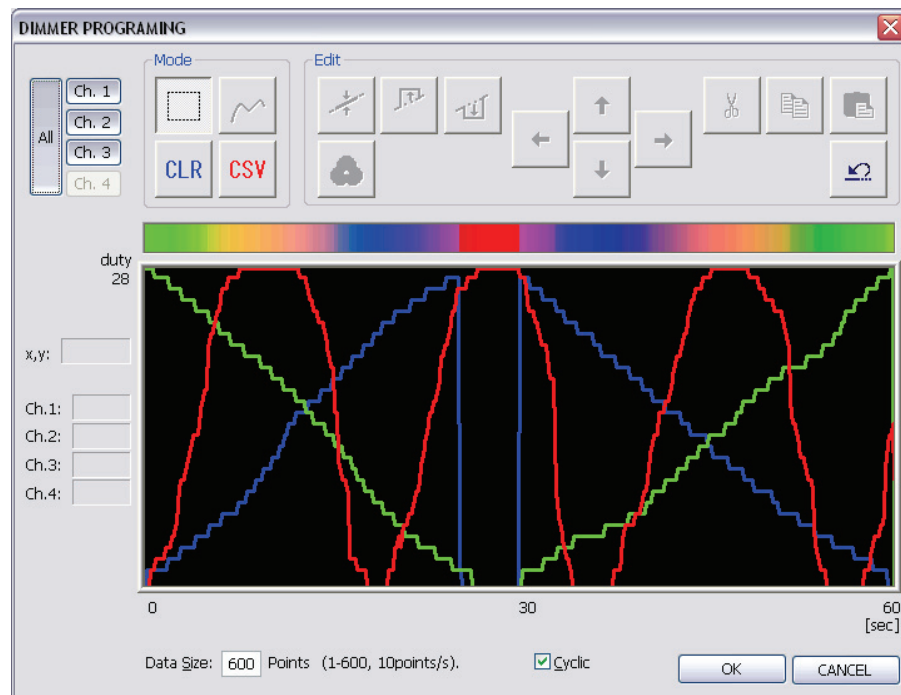 DIMMER PROGRAMING
Mode
Edit
All
Ch. 1
Ch. 2
Ch. 3
Ch. 4
CLR
CSV
duty
28
x,y:
Ch.1:
Ch.2:
Ch.3:
Ch.4:
0
30
60
[sec]
Data Size: 600 Points (1-600, 10points/s).
Cyclic
OK
CANCEL